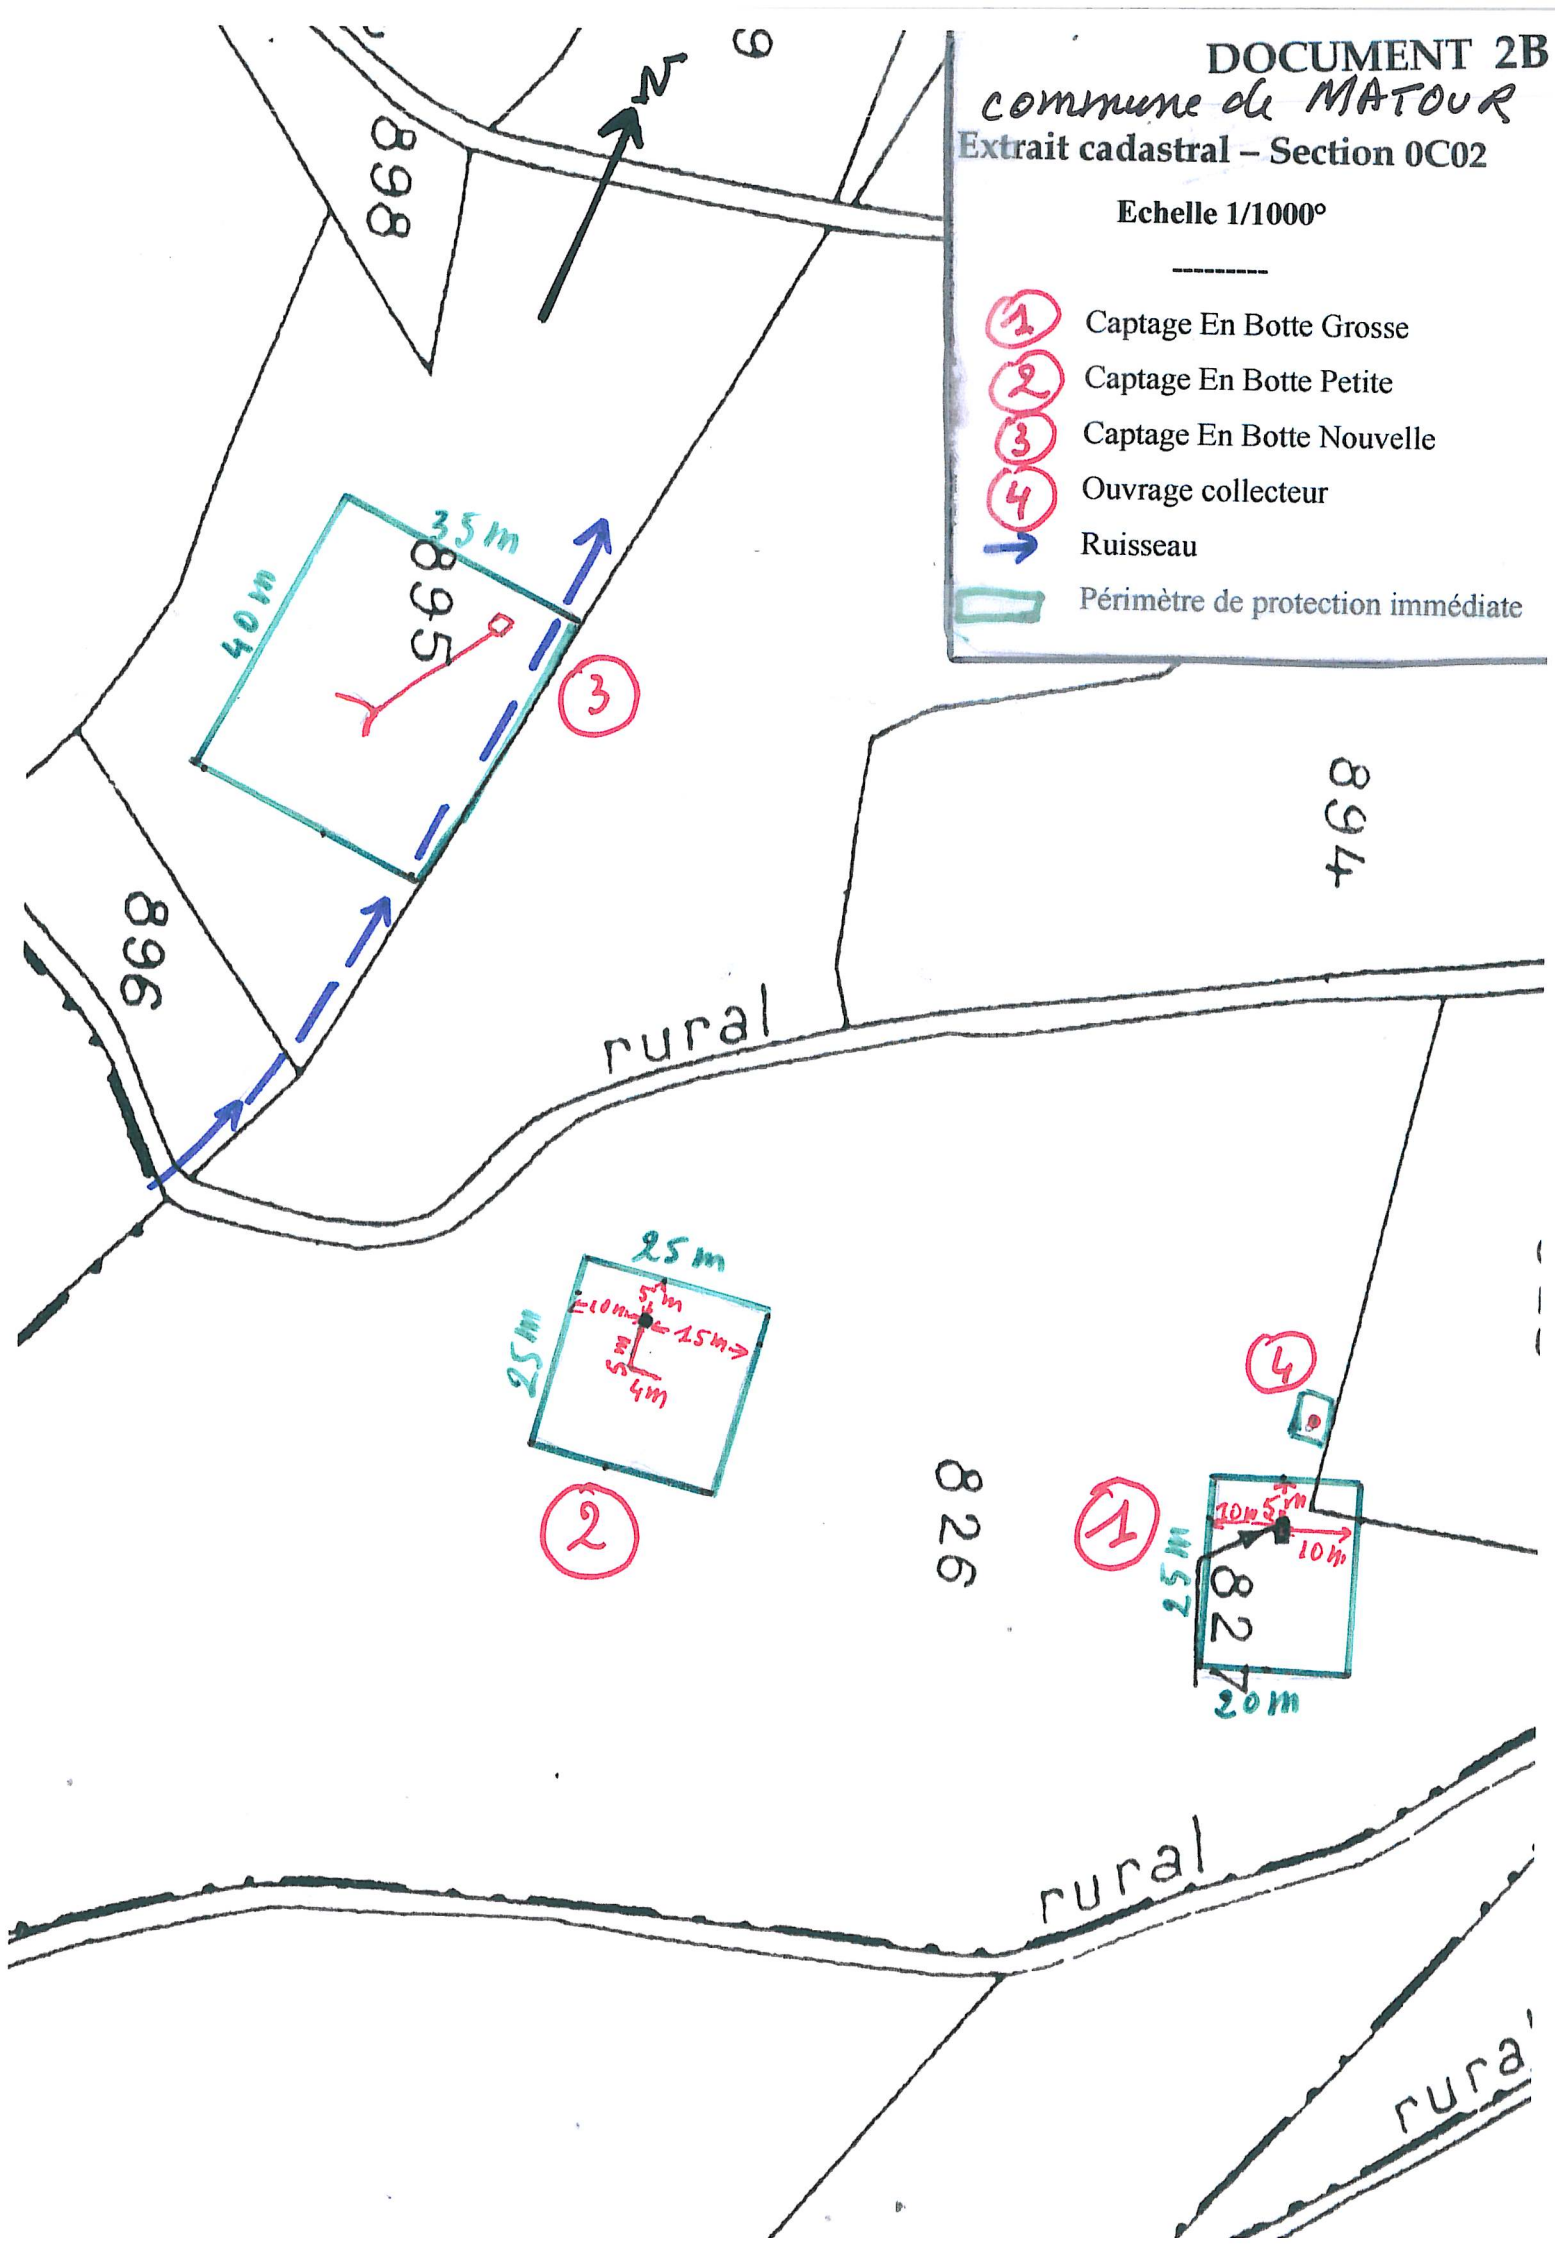 DOCUMENT 2B
commune de MATOUR
Extrait cadastral – Section 0C02
Echelle 1/1000°
---------
1 Captage En Botte Grosse
2 Captage En Botte Petite
3 Captage En Botte Nouvelle
4 Ouvrage collecteur
Ruisseau
Périmètre de protection immédiate
9
N
898
35m
895
40m
3
894
896
rural
25m
5m
10m
15m
25m
5m
4m
2
4
826
1
10m
5m
10m
25m
827
20m
rural
rura